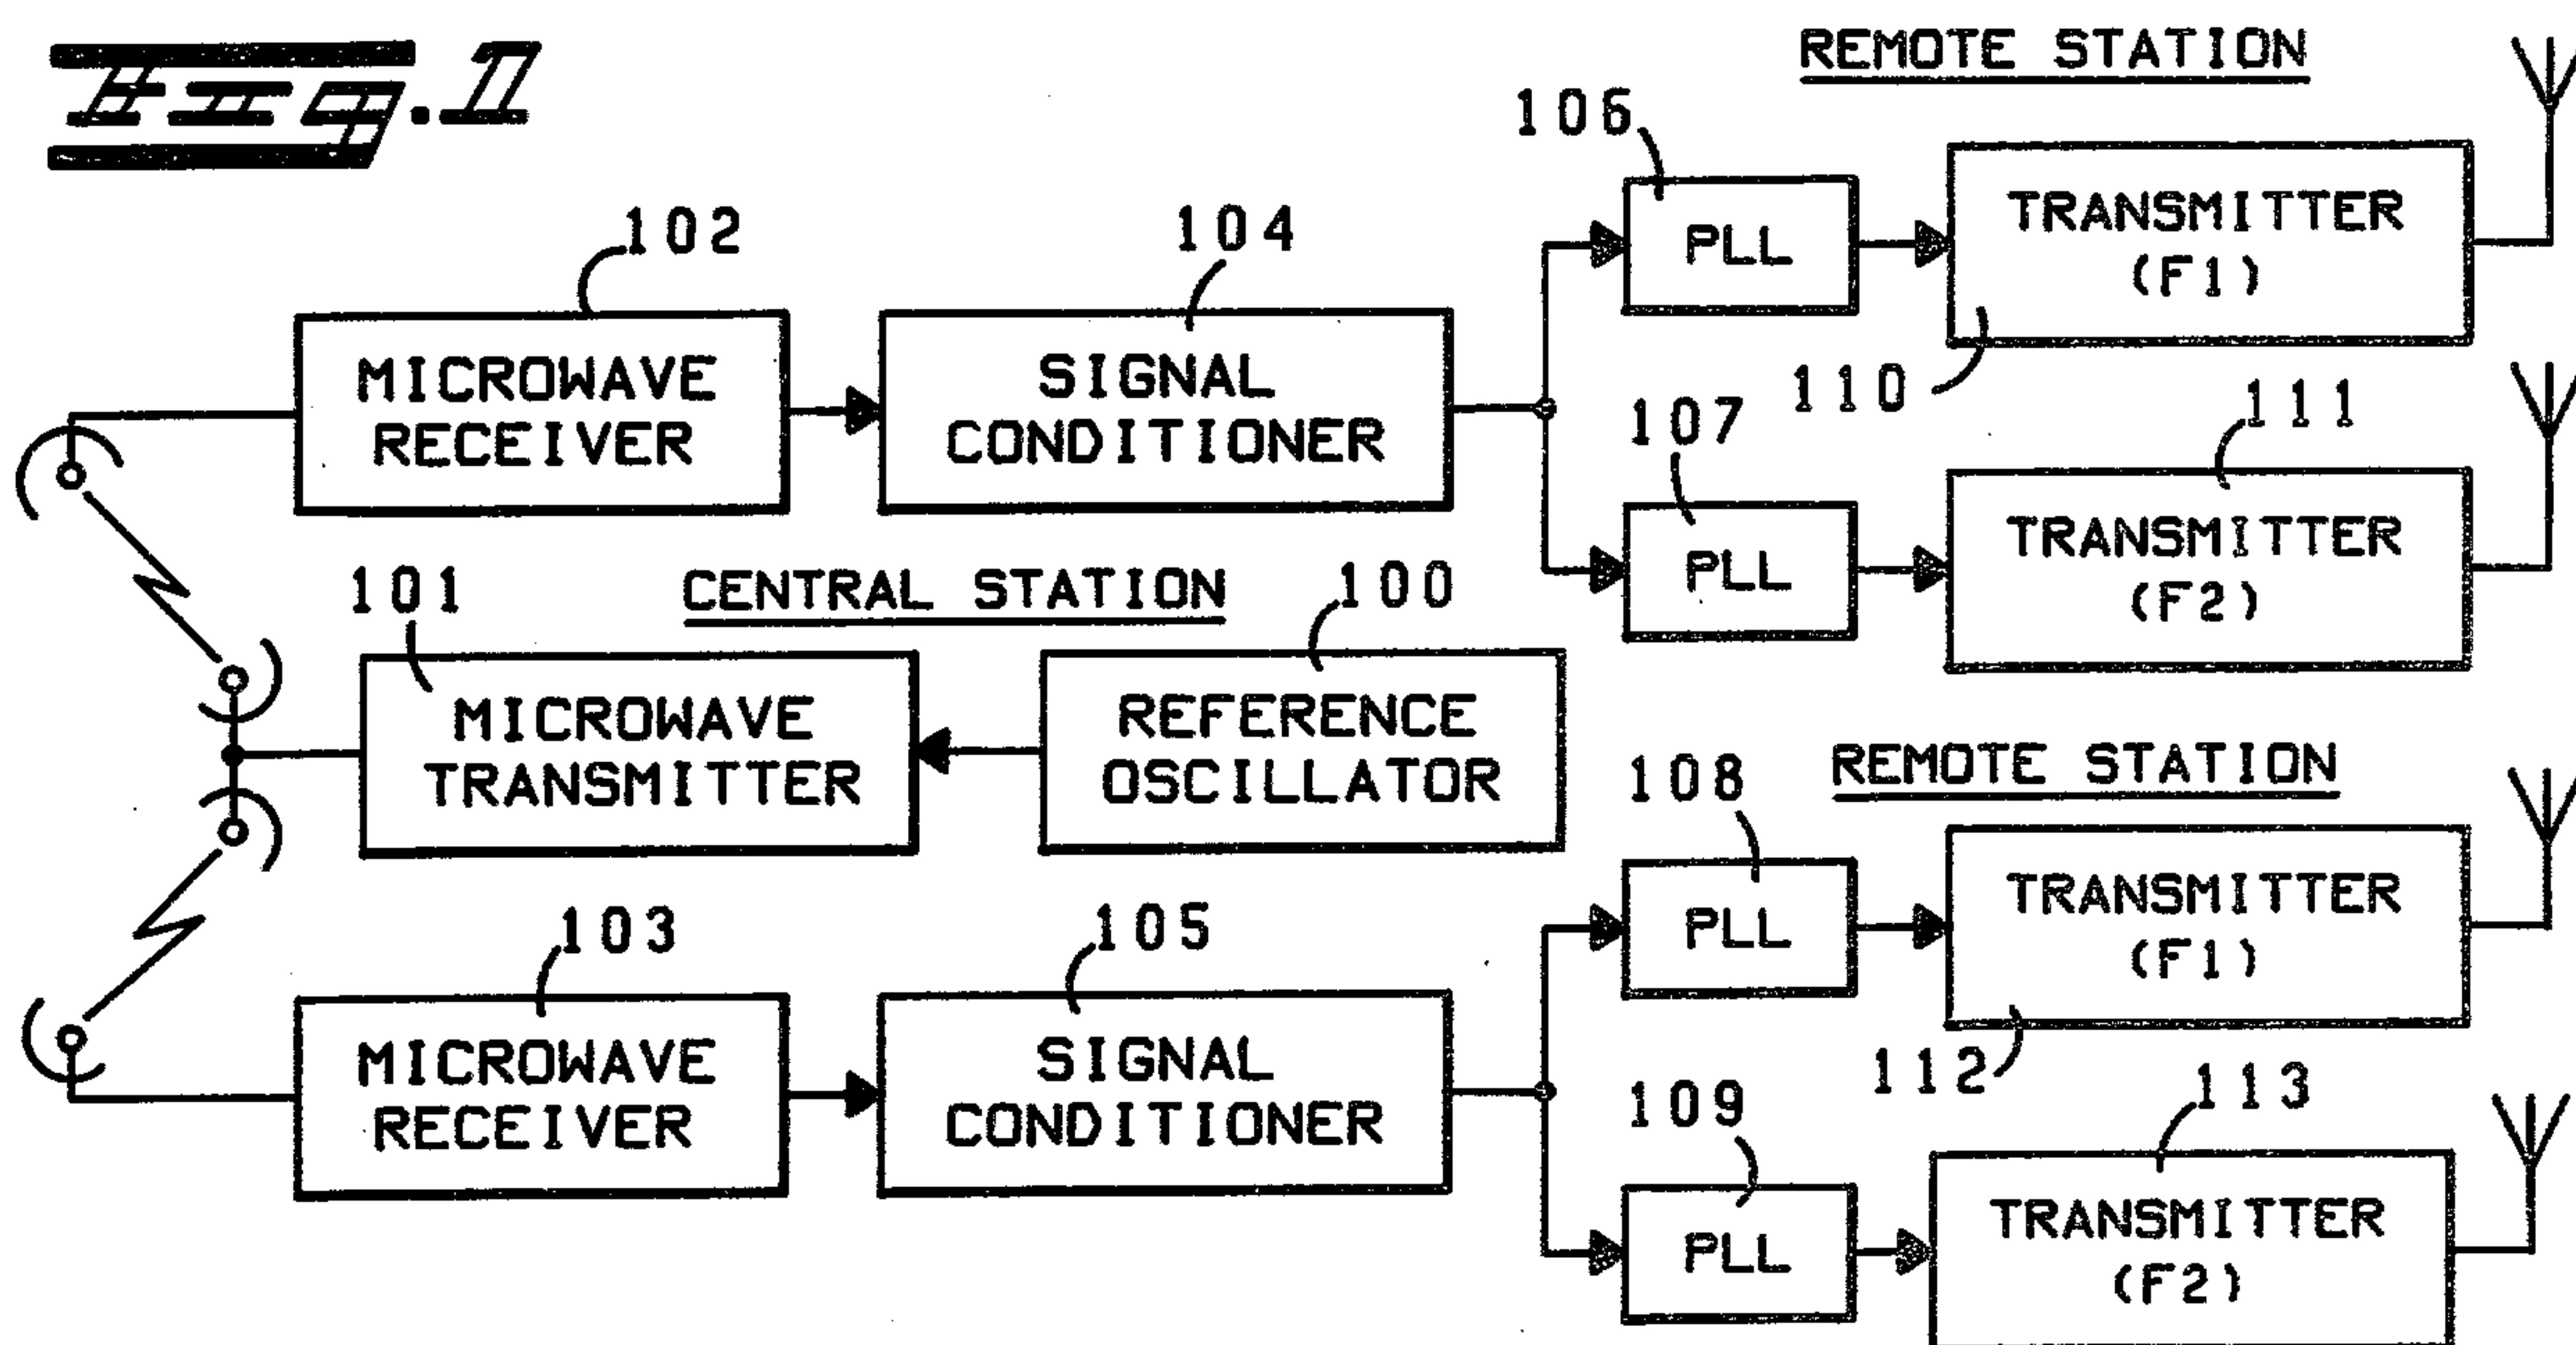 Fig.1
REMOTE STATION
106
PLL
TRANSMITTER
(F1)
110
102
MICROWAVE
RECEIVER
104
SIGNAL
CONDITIONER
107
PLL
111
TRANSMITTER
(F2)
CENTRAL STATION
101
MICROWAVE
TRANSMITTER
100
REFERENCE
OSCILLATOR
REMOTE STATION
108
PLL
TRANSMITTER
(F1)
112
103
MICROWAVE
RECEIVER
105
SIGNAL
CONDITIONER
109
PLL
113
TRANSMITTER
(F2)